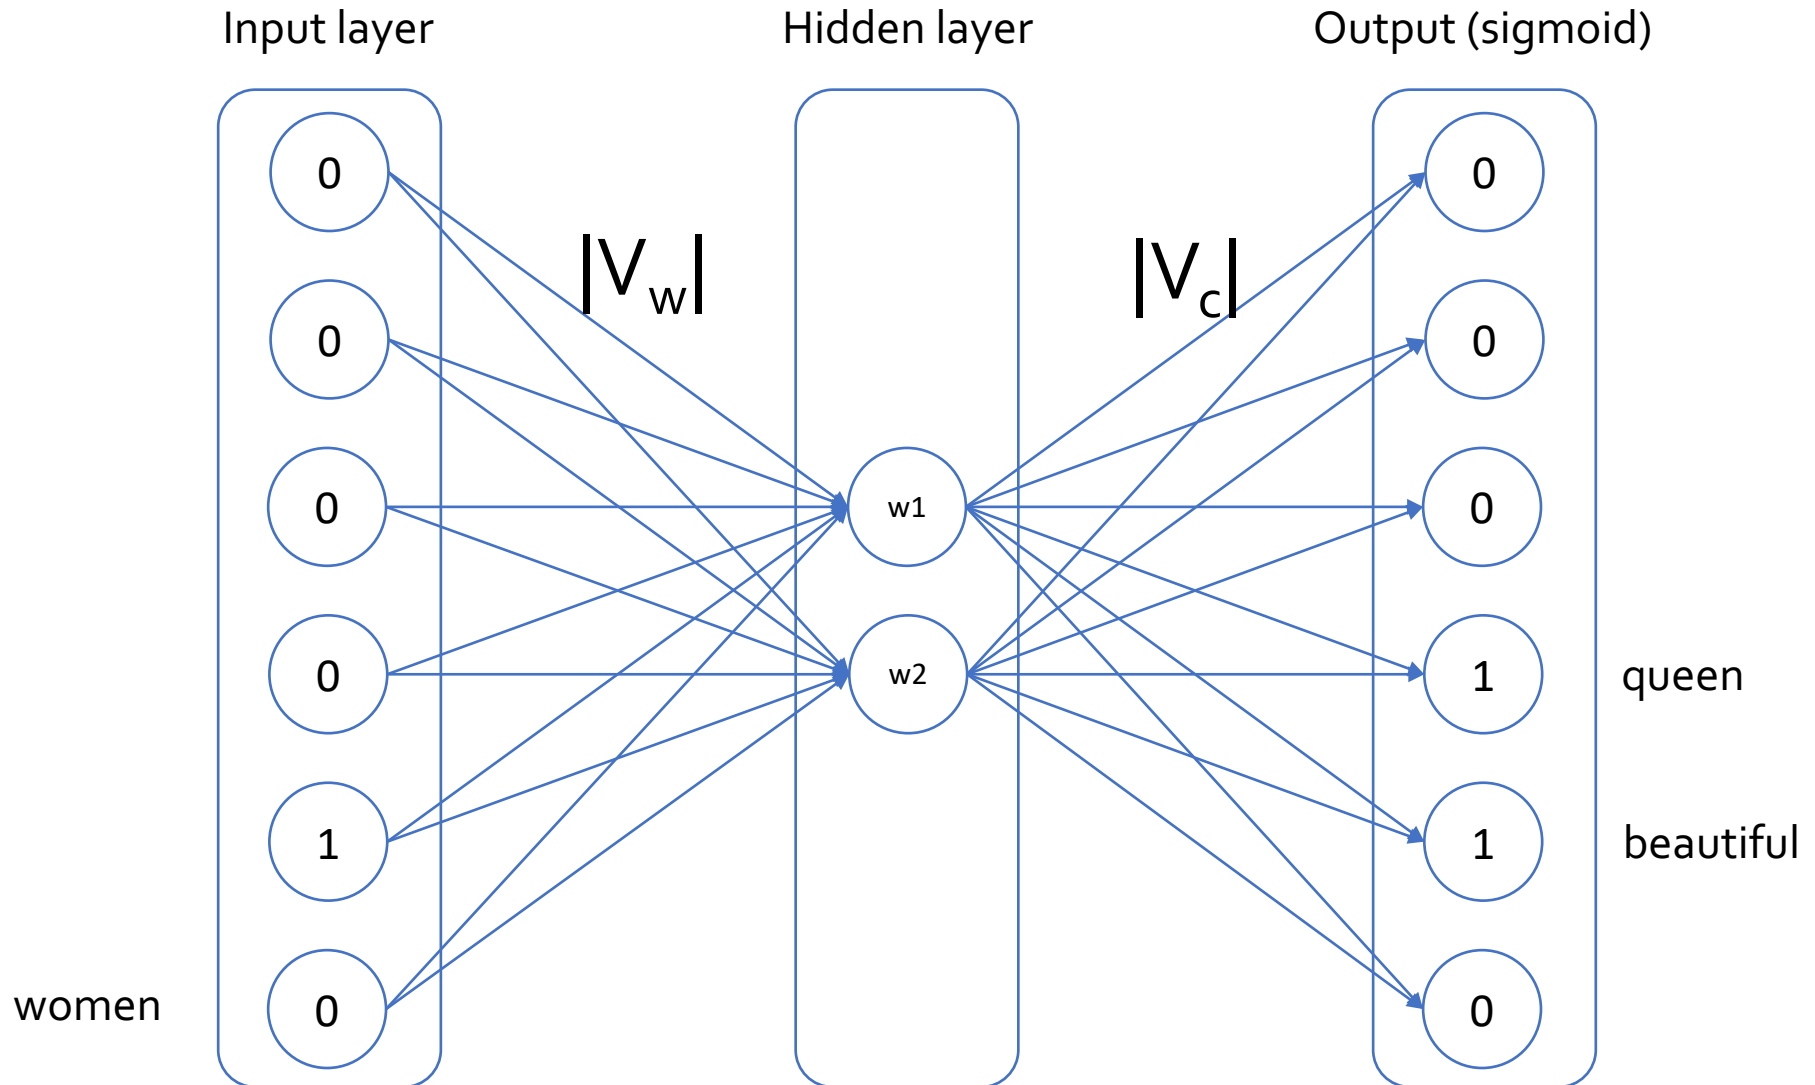 Input layer
Hidden layer
Output (sigmoid)
0
0
|Vw|
|Vc|
0
0
0
w1
0
0
w2
1
queen
1
1
beautiful
women
0
0